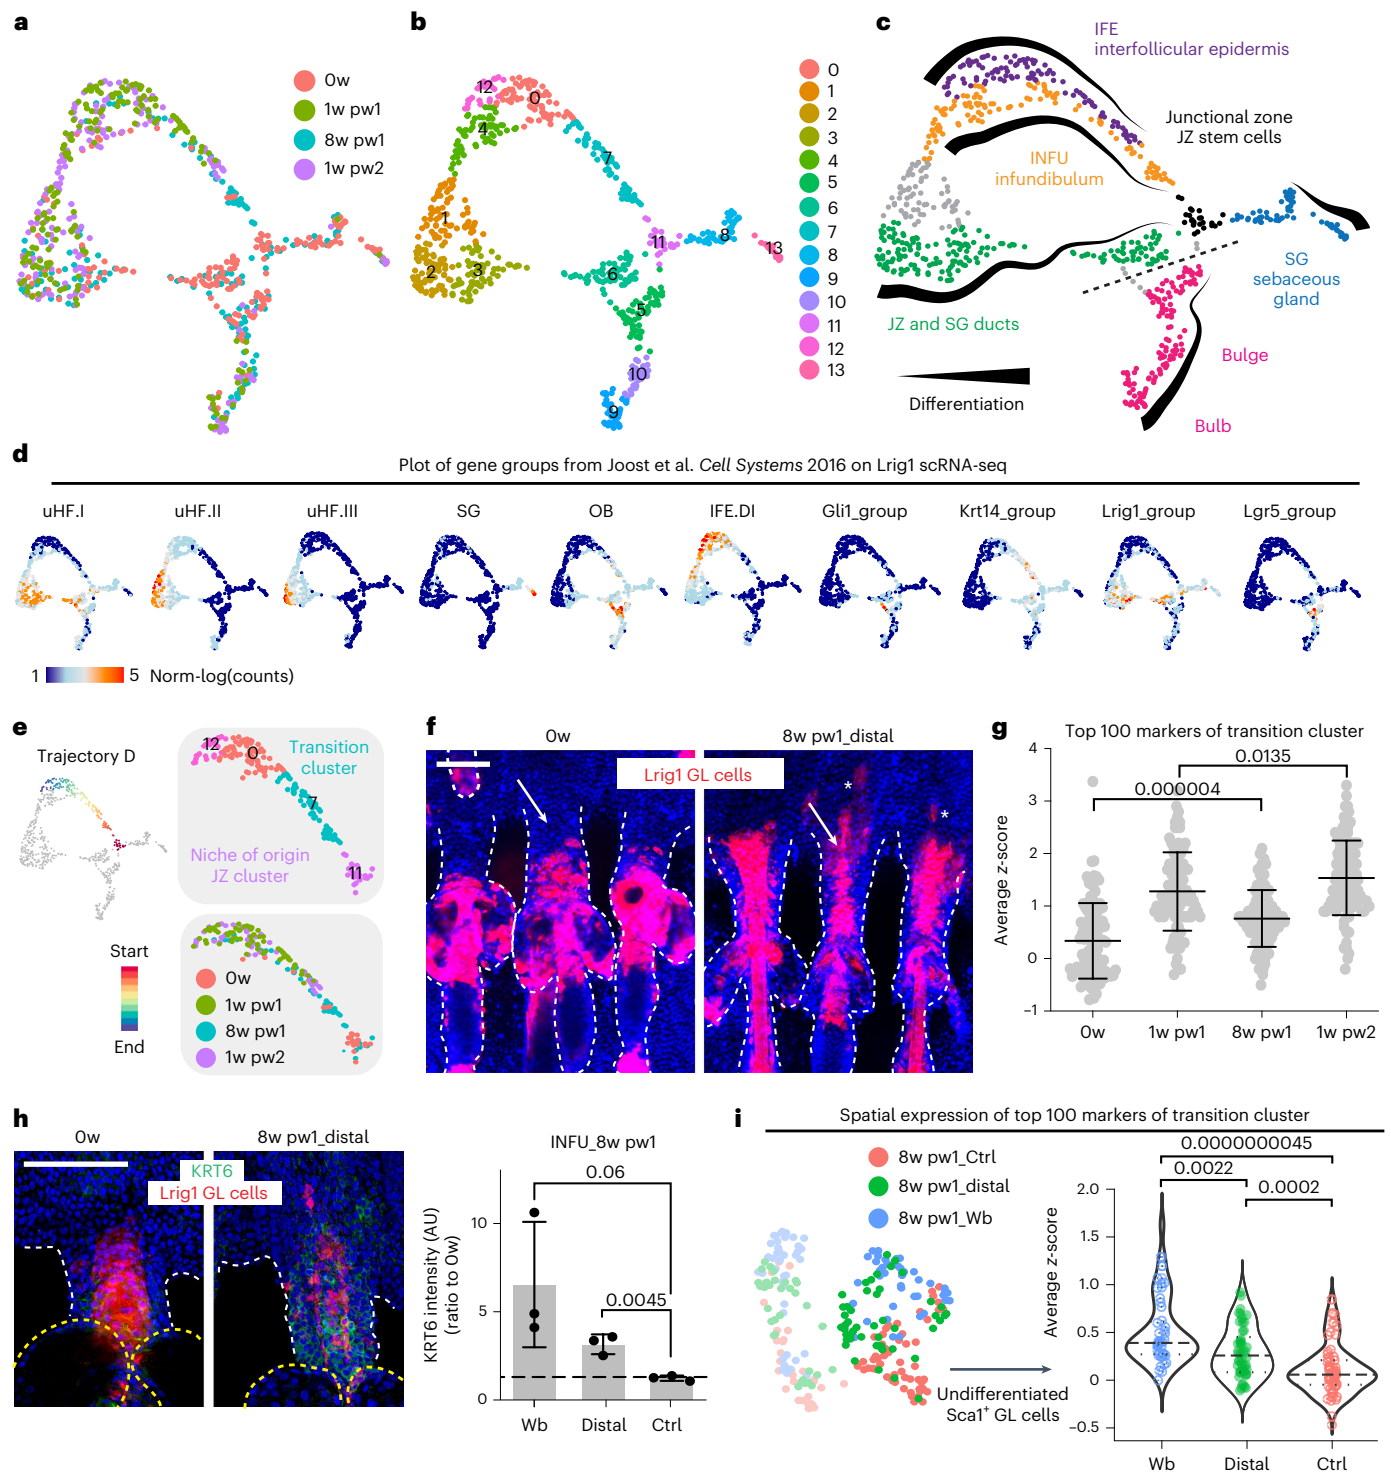 a
0w
1w pw1
8w pw1
1w pw2
b
12
0
4
7
1
2
3
6
5
11
8
13
10
9
0
1
2
3
4
5
6
7
8
9
10
11
12
13
c
IFE
interfollicular epidermis
Junctional zone
JZ stem cells
INFU
infundibulum
SG
sebaceous
gland
JZ and SG ducts
Bulge
Differentiation
Bulb
d
Plot of gene groups from Joost et al. Cell Systems 2016 on Lrig1 scRNA-seq
uHF.I
uHF.II
uHF.III
SG
OB
IFE.DI
Gli1_group
Krt14_group
Lrig1_group
Lgr5_group
1
5
Norm-log(counts)
e
Trajectory D
Start
End
12
0
Transition
cluster
7
Niche of origin
JZ cluster
11
0w
1w pw1
8w pw1
1w pw2
f
0w
8w pw1_distal
Lrig1 GL cells
*
*
g
Top 100 markers of transition cluster
0.0135
0.000004
Average z-score
4
3
2
1
0
−1
0w
1w pw1
8w pw1
1w pw2
h
0w
8w pw1_distal
KRT6
Lrig1 GL cells
INFU_8w pw1
0.06
0.0045
KRT6 intensity (AU)
(ratio to 0w)
10
5
0
Wb
Distal
Ctrl
i
Spatial expression of top 100 markers of transition cluster
8w pw1_Ctrl
8w pw1_distal
8w pw1_Wb
Undifferentiated
Sca1+ GL cells
0.0000000045
0.0022
0.0002
Average z-score
2.0
1.5
1.0
0.5
0
−0.5
Wb
Distal
Ctrl